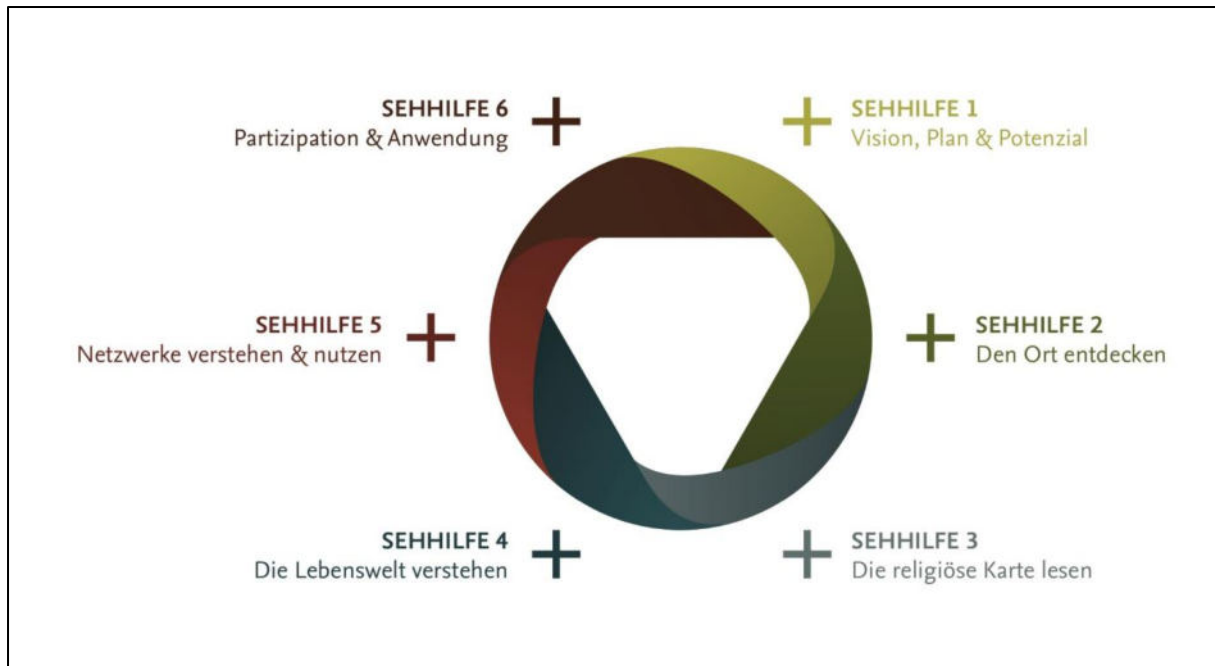 SEHHILFE 6
Partizipation & Anwendung
SEHHILFE 1
Vision, Plan & Potenzial
SEHHILFE 5
Netzwerke verstehen & nutzen
SEHHILFE 2
Den Ort entdecken
SEHHILFE 4
Die Lebenswelt verstehen
SEHHILFE 3
Die religiöse Karte lesen